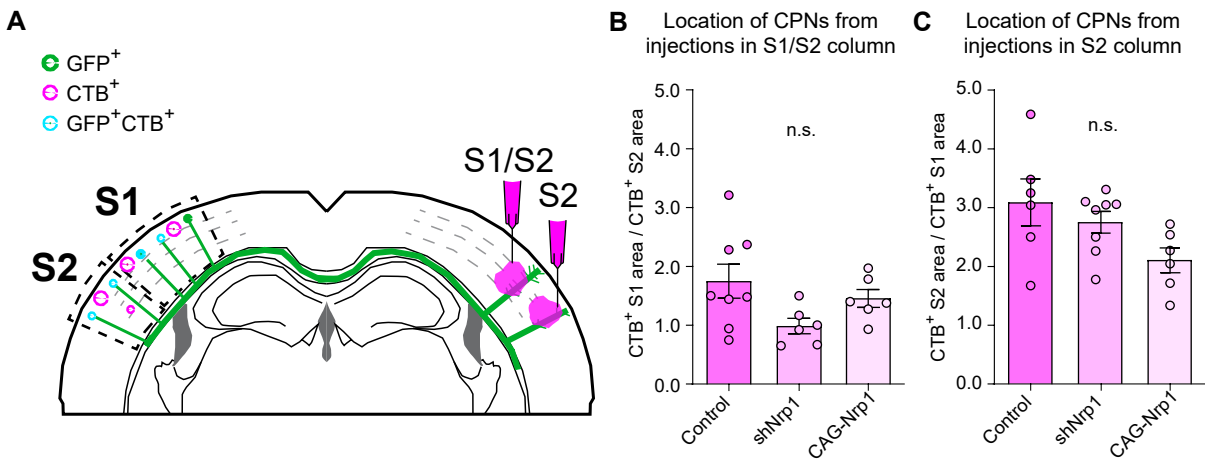 A
GFP+
CTB+
GFP+CTB+
S1/S2
S2
S1
S2
B
Location of CPNs from
injections in S1/S2 column
CTB+ S1 area / CTB+ S2 area
5.0
4.0
3.0
2.0
1.0
0.0
n.s.
Control
shNrp1
CAG-Nrp1
C
Location of CPNs from
injections in S2 column
CTB+ S2 area / CTB+ S1 area
5.0
4.0
3.0
2.0
1.0
0.0
n.s.
Control
shNrp1
CAG-Nrp1